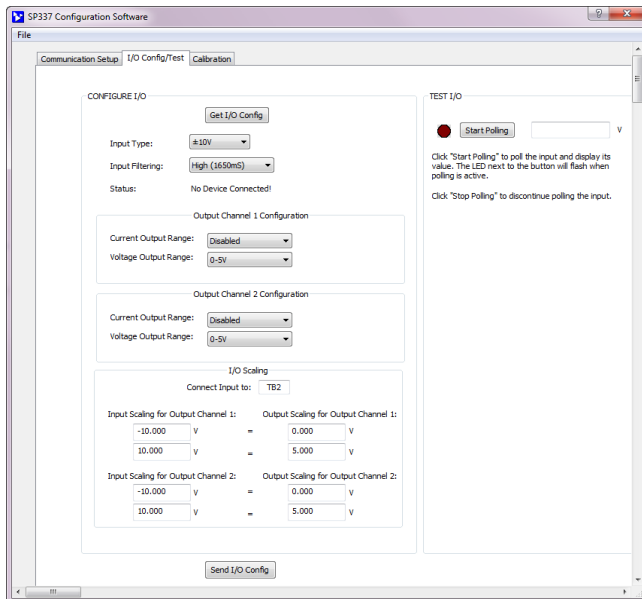 SP337 Configuration Software
File
Communication Setup I/O Config/Test Calibration
CONFIGURE I/O
Get I/O Config
Input Type: ±10V
Input Filtering: High (1650mS)
Status: No Device Connected!
Output Channel 1 Configuration
Current Output Range: Disabled
Voltage Output Range: 0-5V
Output Channel 2 Configuration
Current Output Range: Disabled
Voltage Output Range: 0-5V
I/O Scaling
Connect Input to: TB2
Input Scaling for Output Channel 1: Output Scaling for Output Channel 1:
-10.000 V = 0.000 V
10.000 V = 5.000 V
Input Scaling for Output Channel 2: Output Scaling for Output Channel 2:
-10.000 V = 0.000 V
10.000 V = 5.000 V
Send I/O Config
TEST I/O
Start Polling V
Click "Start Polling" to poll the input and display its
value. The LED next to the button will flash when
polling is active.
Click "Stop Polling" to discontinue polling the input.